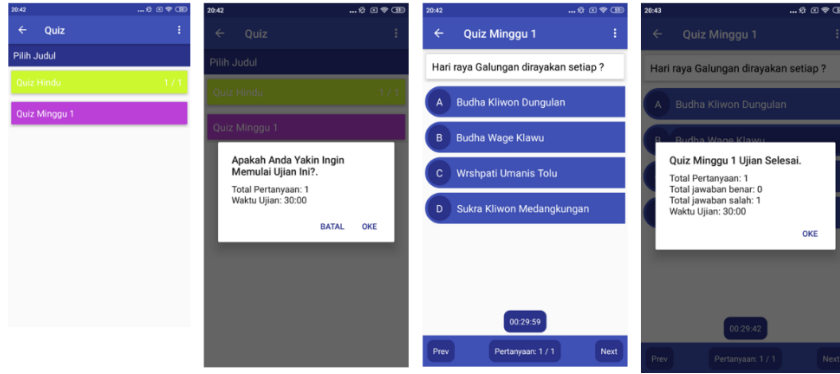 20:42
Quiz
Pilih Judul
Quiz Hindu 1 / 1
Quiz Minggu 1
20:42
Quiz
Pilih Judul
Quiz Hindu 1 / 1
Quiz Minggu 1
Apakah Anda Yakin Ingin
Memulai Ujian Ini?.
Total Pertanyaan: 1
Waktu Ujian: 30:00
BATAL OKE
20:42
Quiz Minggu 1
Hari raya Galungan dirayakan setiap ?
A Budha Kliwon Dungulan
B Budha Wage Klawu
C Wrshpati Umanis Tolu
D Sukra Kliwon Medangkungan
00:29:59
Prev Pertanyaan: 1 / 1 Next
20:43
Quiz Minggu 1
Hari raya Galungan dirayakan setiap ?
A Budha Kliwon Dungulan
B Budha Wage Klawu
Quiz Minggu 1 Ujian Selesai.
Total Pertanyaan: 1
Total jawaban benar: 0
Total jawaban salah: 1
Waktu Ujian: 30:00
OKE
00:29:42
Prev Pertanyaan: 1 / 1 Next